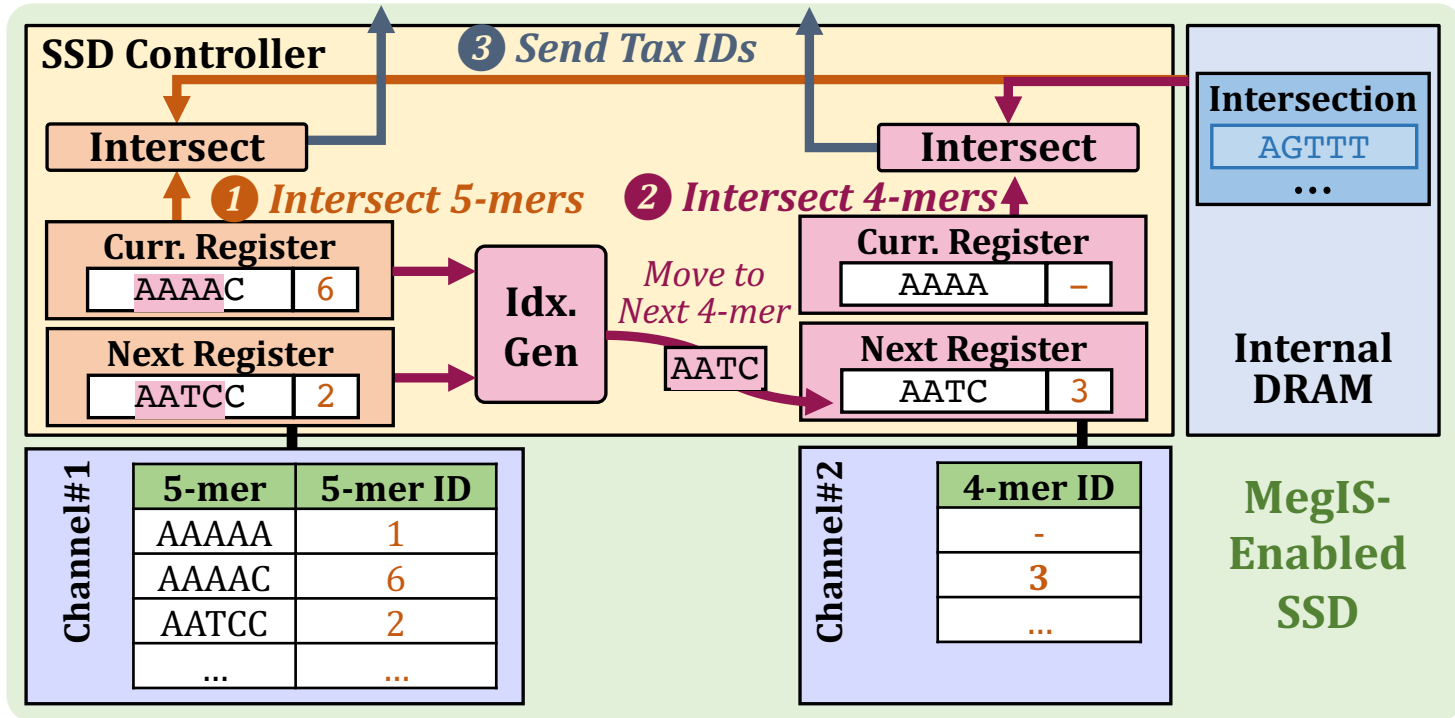 SSD Controller
3 Send Tax IDs
Intersect
Intersect
Intersection
AGTTT
...
1 Intersect 5-mers
2 Intersect 4-mers
Curr. Register
AAAAC 6
Next Register
AATCC 2
Idx.
Gen
Move to
Next 4-mer
AATC
Curr. Register
AAAA –
Next Register
AATC 3
Internal
DRAM
Channel#1
5-mer 5-mer ID
AAAAA 1
AAAAC 6
AATCC 2
... ...
Channel#2
4-mer ID
-
3
...
MegIS-
Enabled
SSD